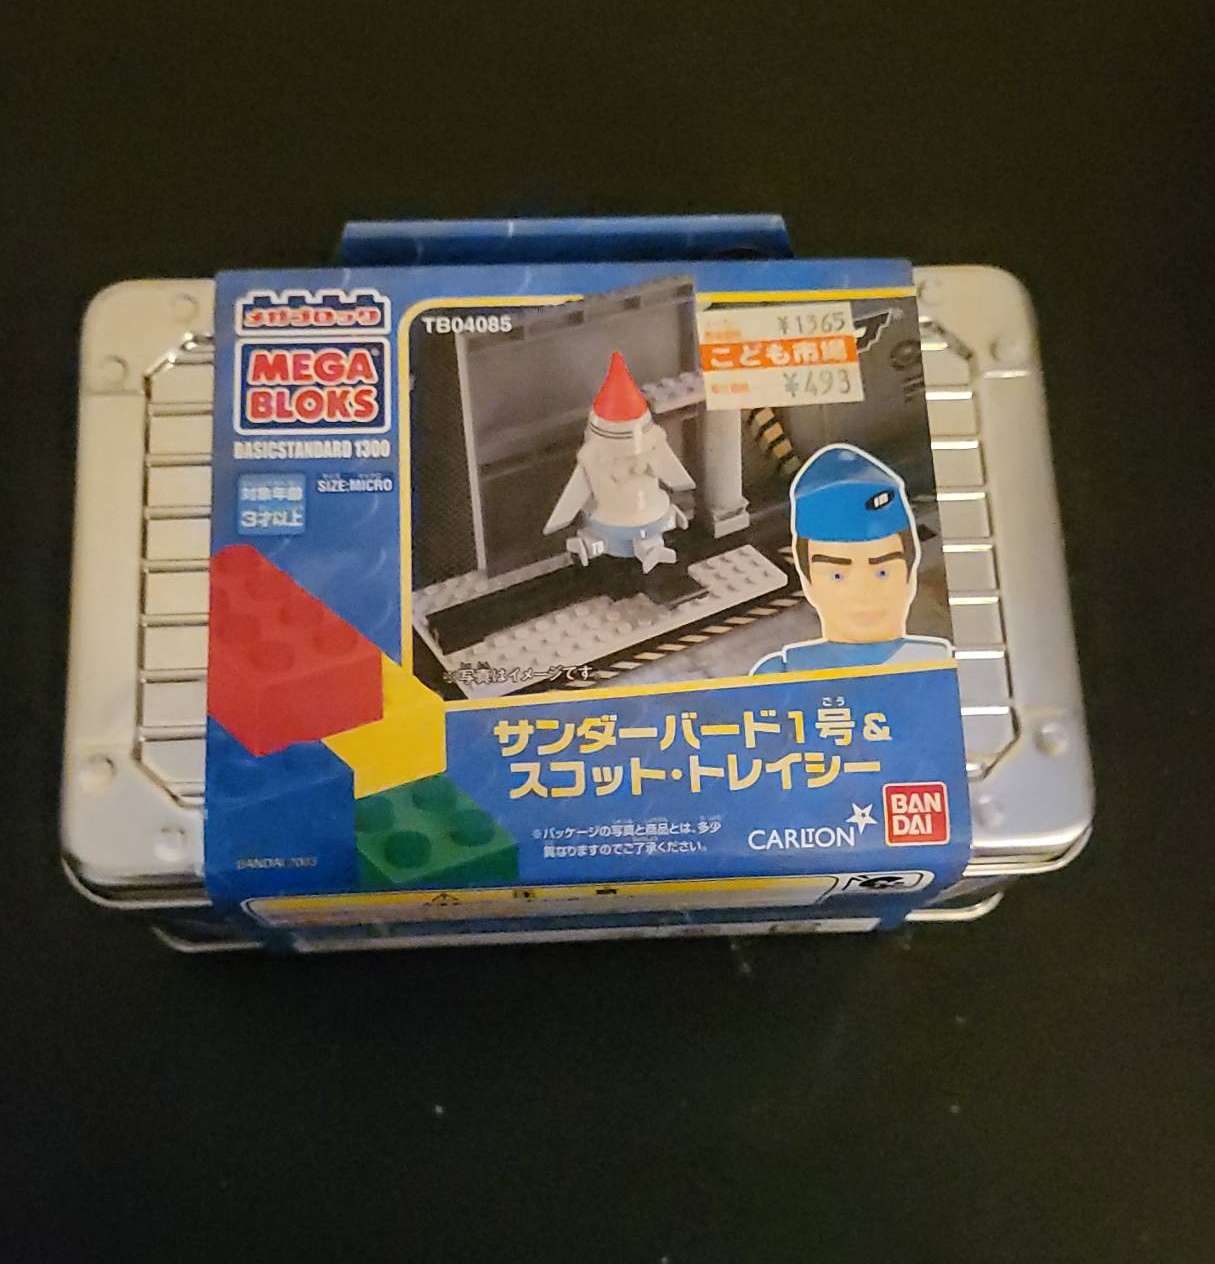 メガブロック
MEGA
BLOKS
BASICSTANDARD 1300
SIZE:MICRO
対象年齢
3才以上
TB04085
¥1365
こども市場
¥493
※写真はイメージです
サンダーバード1号&
スコット・トレイシー
※パッケージの写真と商品とは、多少
異なりますのでご了承ください。
CARLTON
BAN
DAI
BANDAI 2003